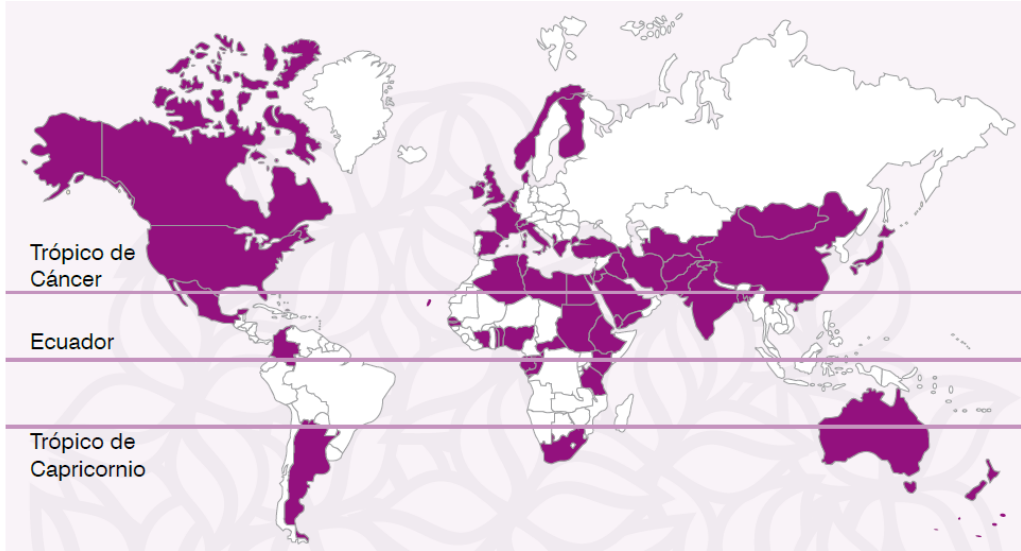 Trópico de
Cáncer
Ecuador
Trópico de
Capricornio